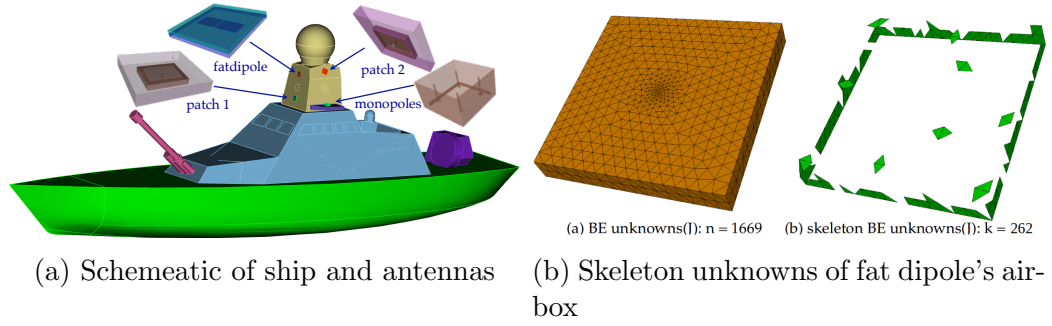 fatdipole
patch 2
patch 1
monopoles
(a) BE unknowns(J): n = 1669
(b) skeleton BE unknowns(J): k = 262
(a) Schemeatic of ship and antennas
(b) Skeleton unknowns of fat dipole's air-
box